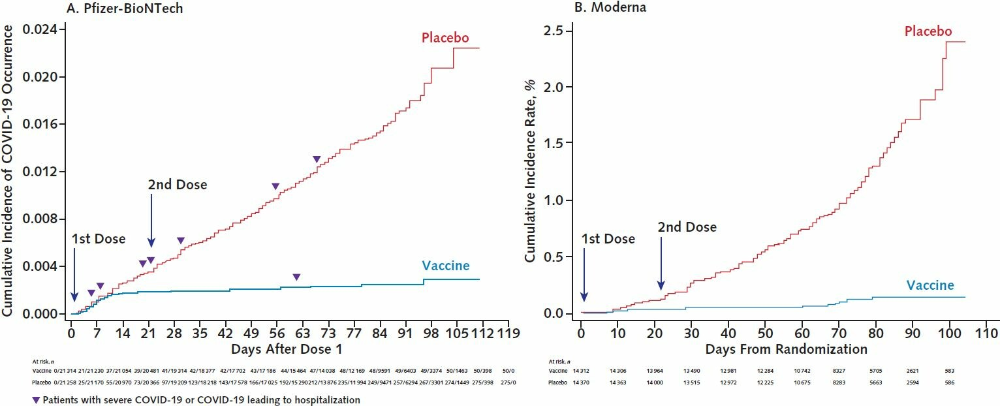 A. Pfizer-BioNTech
Cumulative Incidence of COVID-19 Occurrence
0.024
0.020
0.016
0.012
0.008
0.004
0.000
Placebo
2nd Dose
1st Dose
Vaccine
0 7 14 21 28 35 42 49 56 63 73 77 84 91 98 105 112 119
Days After Dose 1
At risk, n
Vaccine 0/21 314 21/21 230 37/21 054 39/20 481 41/19 314 42/18 377 42/17 702 43/17 186 44/15 464 47/14 038 48/12 169 48/9591 49/6403 49/3374 50/1463 50/398 50/0
Placebo 0/21 258 25/21 170 55/20 970 73/20 366 97/19 209 123/18 218 143/17 578 166/17 025 192/15 290 212/13 876 235/11 994 249/9471 257/6294 267/3301 274/1449 275/398 275/0
Patients with severe COVID-19 or COVID-19 leading to hospitalization
B. Moderna
Cumulative Incidence Rate, %
2.5
2.0
1.5
1.0
0.5
0.0
Placebo
2nd Dose
1st Dose
Vaccine
0 10 20 30 40 50 60 70 80 90 100 110
Days From Randomization
At risk, n
Vaccine 14 312 14 306 13 964 13 490 12 981 12 284 10 742 8327 5705 2621 583
Placebo 14 370 14 363 14 000 13 515 12 972 12 225 10 675 8283 5663 2594 586